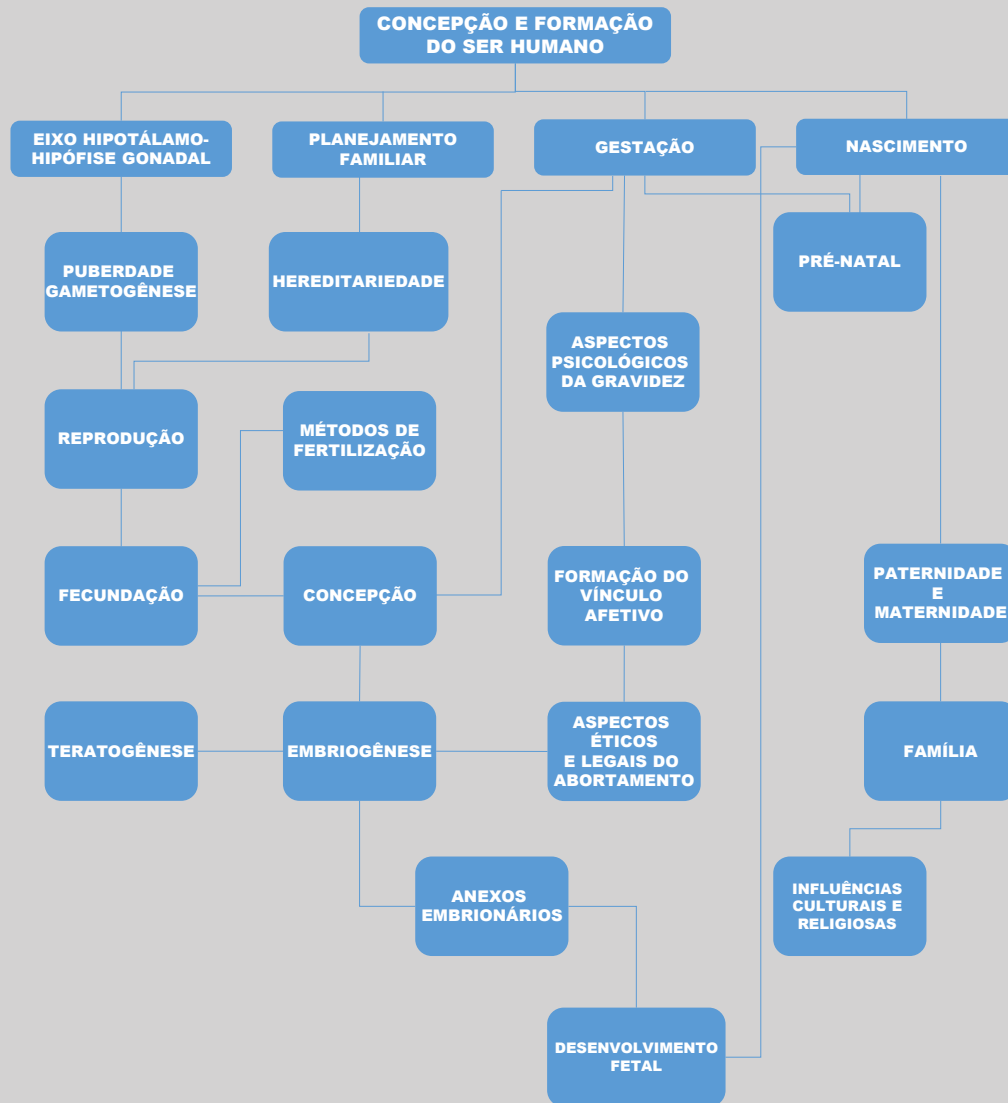 CONCEPÇÃO E FORMAÇÃO
DO SER HUMANO
EIXO HIPOTÁLAMO-
HIPÓFISE GONADAL
PLANEJAMENTO
FAMILIAR
GESTAÇÃO
NASCIMENTO
PUBERDADE
GAMETOGÊNESE
HEREDITARIEDADE
PRÉ-NATAL
ASPECTOS
PSICOLÓGICOS
DA GRAVIDEZ
REPRODUÇÃO
MÉTODOS DE
FERTILIZAÇÃO
FECUNDAÇÃO
CONCEPÇÃO
FORMAÇÃO DO
VÍNCULO
AFETIVO
PATERNIDADE
E
MATERNIDADE
TERATOGÊNESE
EMBRIOGÊNESE
ASPECTOS
ÉTICOS
E LEGAIS DO
ABORTAMENTO
FAMÍLIA
ANEXOS
EMBRIONÁRIOS
INFLUÊNCIAS
CULTURAIS E
RELIGIOSAS
DESENVOLVIMENTO
FETAL